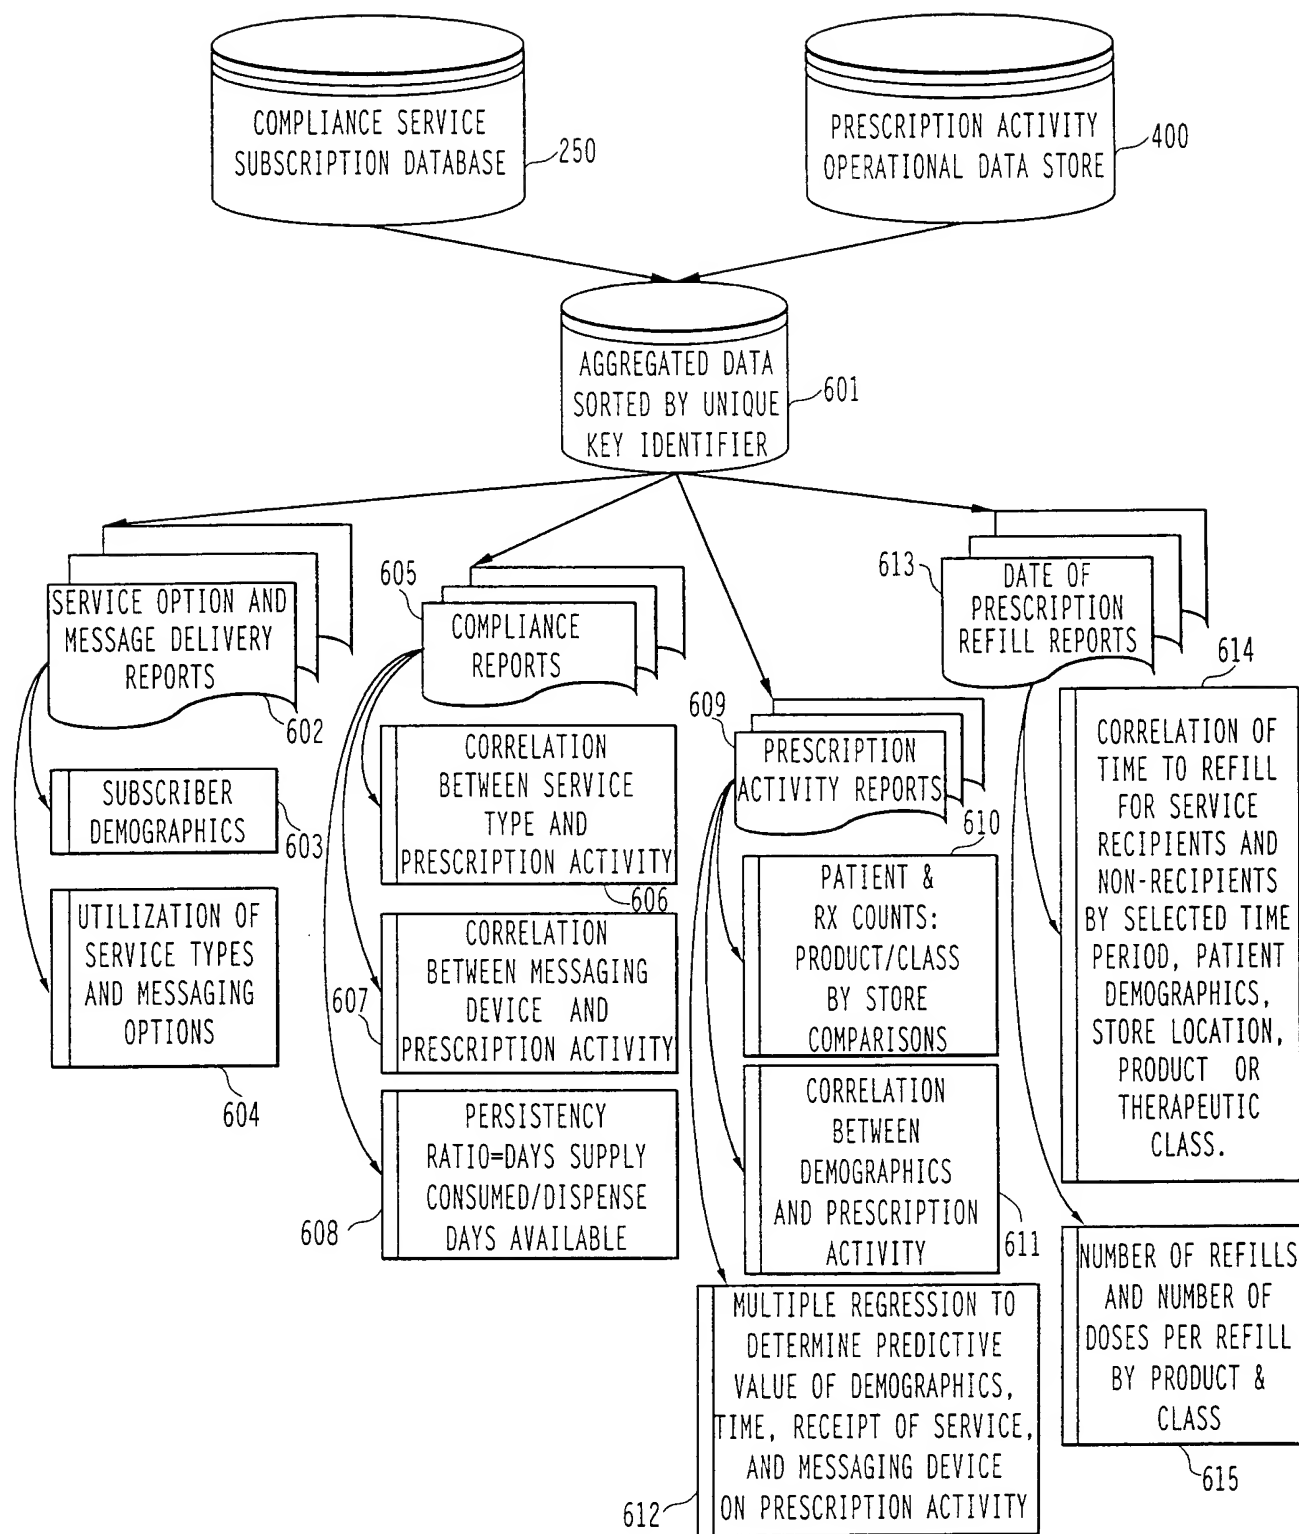 COMPLIANCE SERVICE
SUBSCRIPTION DATABASE
250
PRESCRIPTION ACTIVITY
OPERATIONAL DATA STORE
400
AGGREGATED DATA
SORTED BY UNIQUE
KEY IDENTIFIER
601
SERVICE OPTION AND
MESSAGE DELIVERY
REPORTS
602
SUBSCRIBER
DEMOGRAPHICS
603
UTILIZATION OF
SERVICE TYPES
AND MESSAGING
OPTIONS
604
605
COMPLIANCE
REPORTS
CORRELATION
BETWEEN SERVICE
TYPE AND
PRESCRIPTION ACTIVITY
606
CORRELATION
BETWEEN MESSAGING
DEVICE AND
PRESCRIPTION ACTIVITY
607
PERSISTENCY
RATIO=DAYS SUPPLY
CONSUMED/DISPENSE
DAYS AVAILABLE
608
609
PRESCRIPTION
ACTIVITY REPORTS
610
PATIENT &
RX COUNTS:
PRODUCT/CLASS
BY STORE
COMPARISONS
CORRELATION
BETWEEN
DEMOGRAPHICS
AND PRESCRIPTION
ACTIVITY
611
MULTIPLE REGRESSION TO
DETERMINE PREDICTIVE
VALUE OF DEMOGRAPHICS,
TIME, RECEIPT OF SERVICE,
AND MESSAGING DEVICE
ON PRESCRIPTION ACTIVITY
612
613
DATE OF
PRESCRIPTION
REFILL REPORTS
614
CORRELATION OF
TIME TO REFILL
FOR SERVICE
RECIPIENTS AND
NON-RECIPIENTS
BY SELECTED TIME
PERIOD, PATIENT
DEMOGRAPHICS,
STORE LOCATION,
PRODUCT OR
THERAPEUTIC
CLASS.
NUMBER OF REFILLS
AND NUMBER OF
DOSES PER REFILL
BY PRODUCT &
CLASS
615